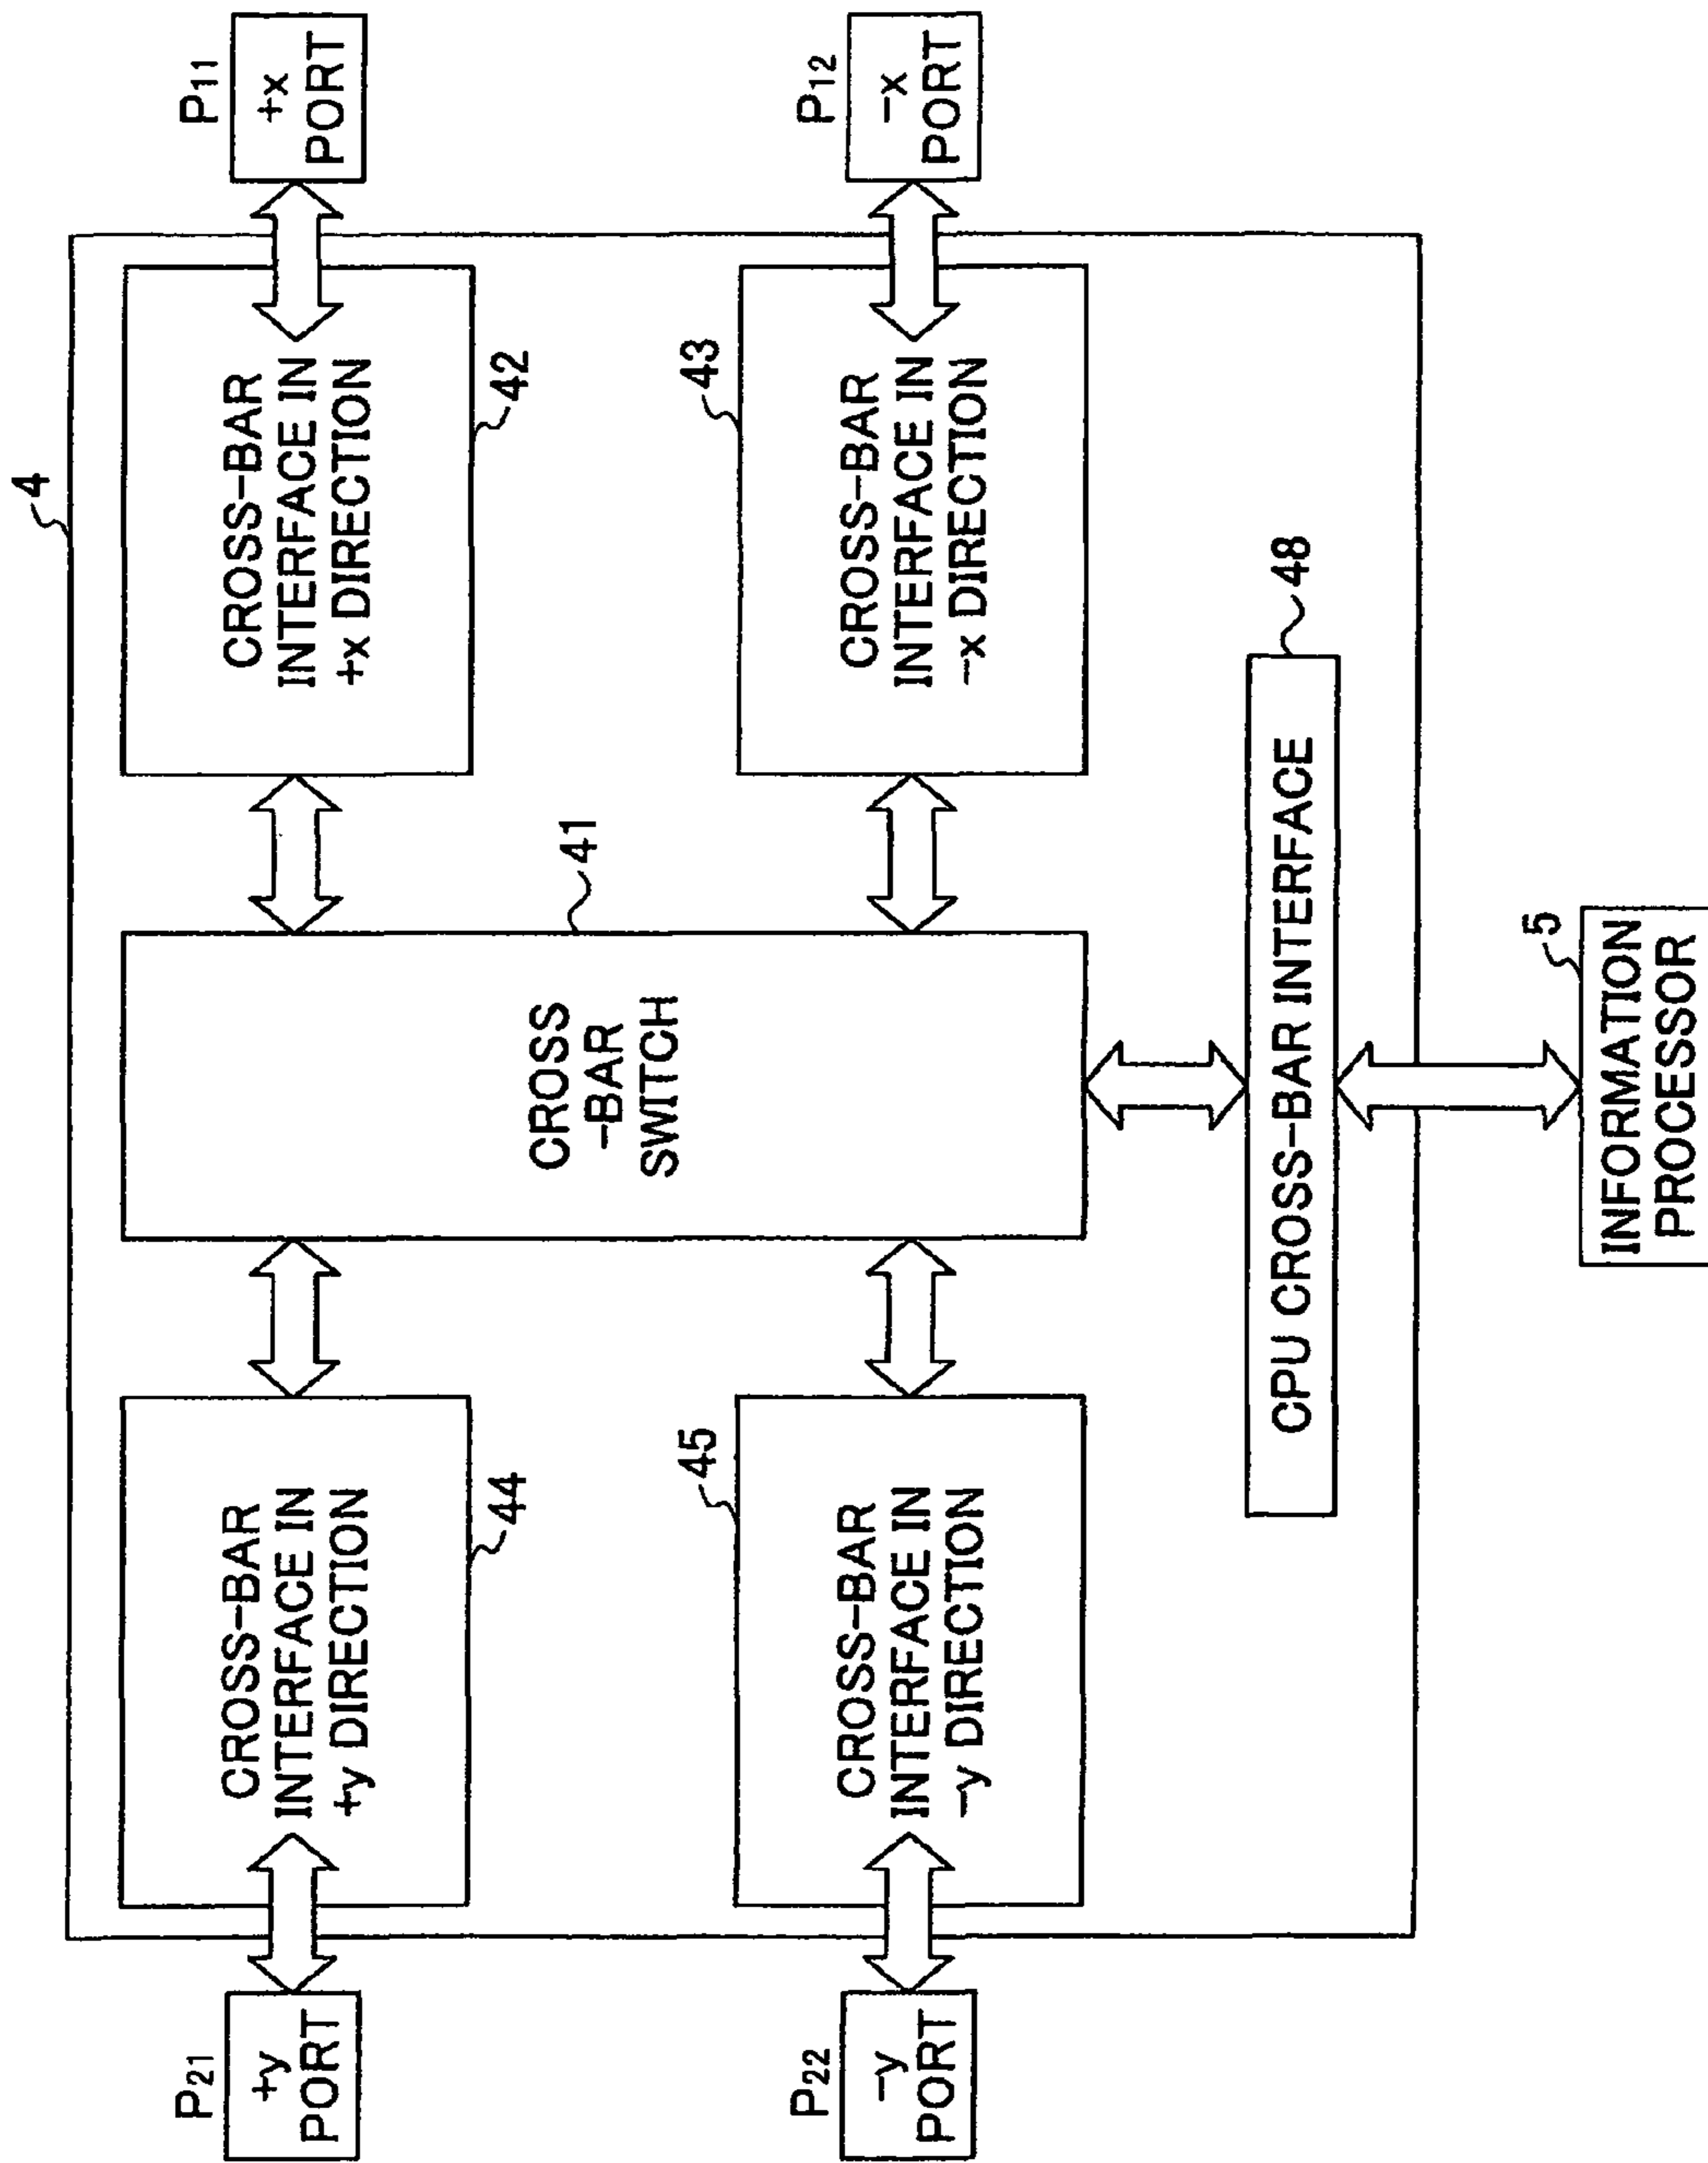 4
P21
+y
PORT
CROSS-BAR
INTERFACE IN
+y DIRECTION
44
CROSS
-BAR
SWITCH
41
CROSS-BAR
INTERFACE IN
+x DIRECTION
42
P11
+x
PORT
P22
-y
PORT
45
CROSS-BAR
INTERFACE IN
-y DIRECTION
43
CROSS-BAR
INTERFACE IN
-x DIRECTION
P12
-x
PORT
CPU CROSS-BAR INTERFACE
48
5
INFORMATION
PROCESSOR